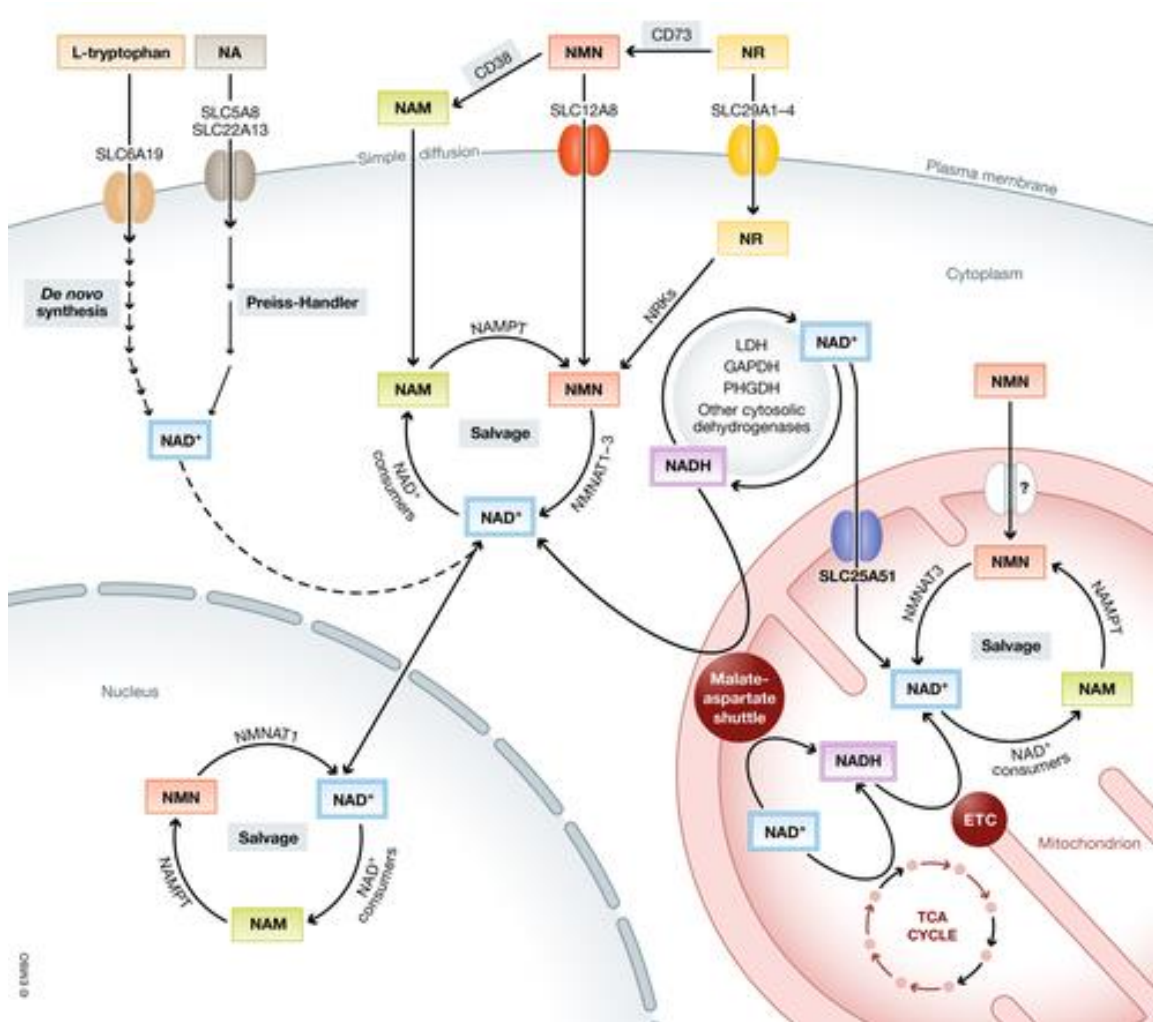 L-tryptophan
NA
NMN
CD73
NR
CD38
NAM
SLC5A8
SLC22A13
SLC12A8
SLC29A1–4
SLC6A19
Simple diffusion
Plasma membrane
NR
Cytoplasm
De novo
synthesis
Preiss-Handler
NRKs
NAMPT
LDH
GAPDH
PHGDH
Other cytosolic
dehydrogenases
NAD⁺
NAM
NMN
NMN
Salvage
NAD⁺
NADH
NAD⁺
consumers
NMNAT1–3
NAD⁺
?
SLC25A51
NMN
NMNAT3
NAMPT
Salvage
Nucleus
Malate-
aspartate
shuttle
NAD⁺
NAM
NMNAT1
NAD⁺
consumers
NADH
NMN
NAD⁺
Salvage
NAD⁺
ETC
Mitochondrion
NAMPT
NAD⁺
consumers
NAM
TCA
CYCLE
© EMBO